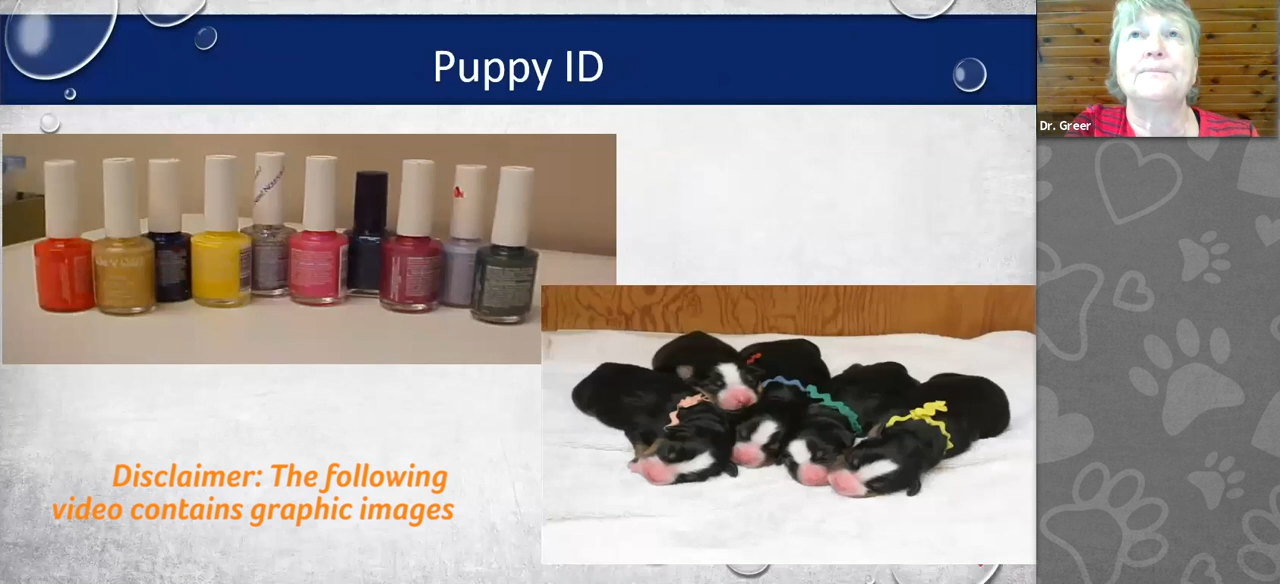 Puppy ID
Dr. Greer
Disclaimer: The following
video contains graphic images